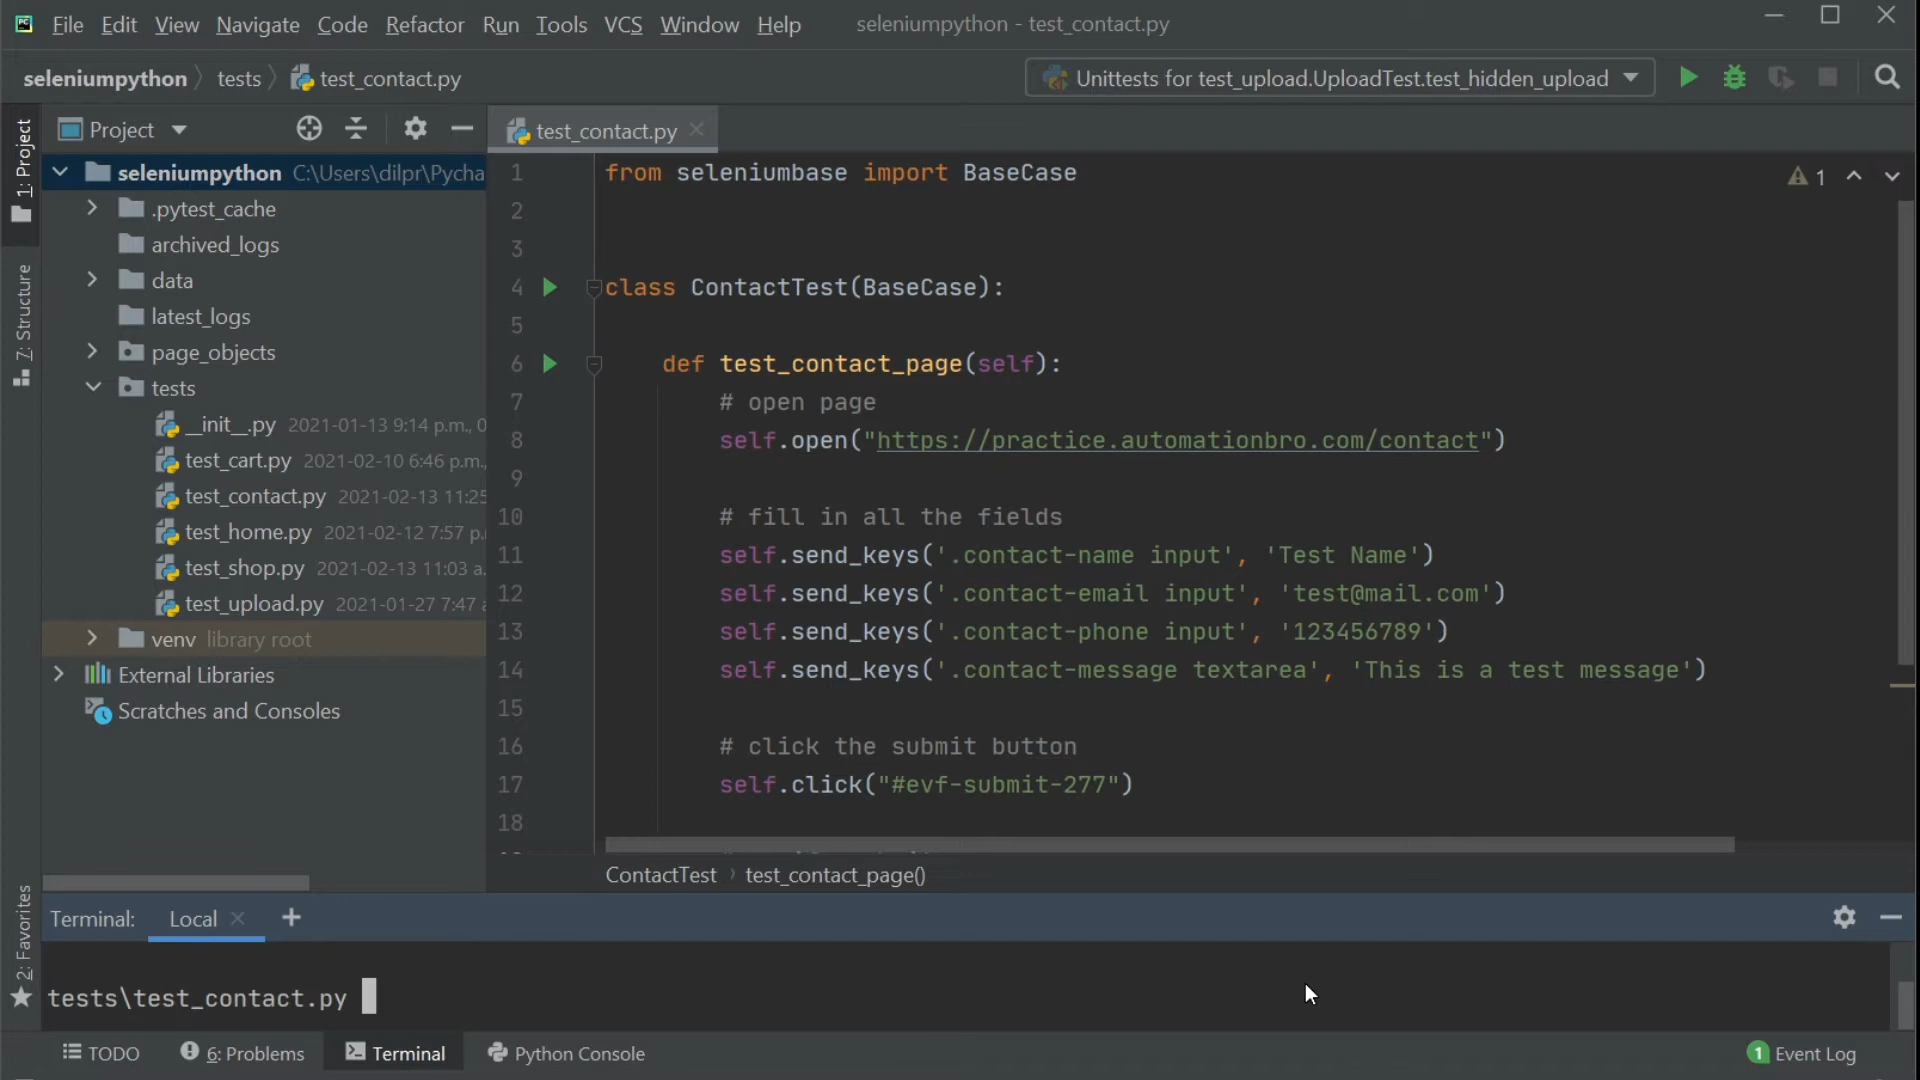 File Edit View Navigate Code Refactor Run Tools VCS Window Help seleniumpython - test_contact.py
seleniumpython tests test_contact.py Unittests for test_upload.UploadTest.test_hidden_upload
1: Project
Project
test_contact.py
seleniumpython C:\Users\dilpr\Pycha
.pytest_cache
archived_logs
data
latest_logs
page_objects
tests
__init__.py 2021-01-13 9:14 p.m., 0
test_cart.py 2021-02-10 6:46 p.m.,
test_contact.py 2021-02-13 11:25
test_home.py 2021-02-12 7:57 p.
test_shop.py 2021-02-13 11:03 a.
test_upload.py 2021-01-27 7:47 a
venv library root
External Libraries
Scratches and Consoles
7: Structure
2: Favorites
1 from seleniumbase import BaseCase
1
2
3
4 class ContactTest(BaseCase):
5
6 def test_contact_page(self):
7 # open page
8 self.open("https://practice.automationbro.com/contact")
9
10 # fill in all the fields
11 self.send_keys('.contact-name input', 'Test Name')
12 self.send_keys('.contact-email input', 'test@mail.com')
13 self.send_keys('.contact-phone input', '123456789')
14 self.send_keys('.contact-message textarea', 'This is a test message')
15
16 # click the submit button
17 self.click("#evf-submit-277")
18
ContactTest test_contact_page()
Terminal: Local
tests\test_contact.py
TODO 6: Problems Terminal Python Console 1 Event Log